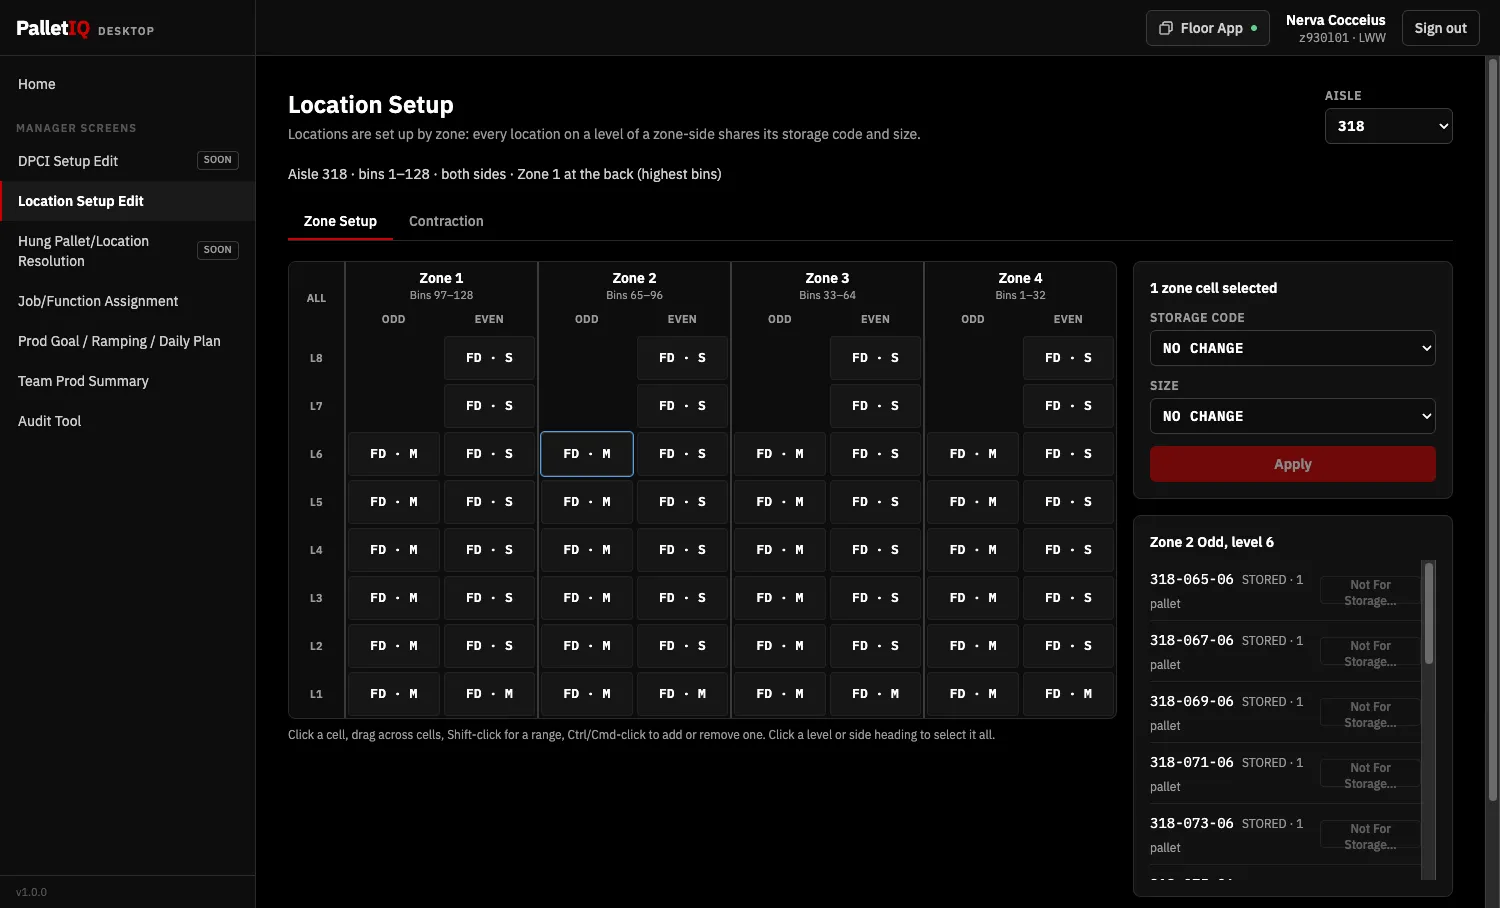 PalletIQ DESKTOP
Floor App
Nerva Cocceius
z930l01 · LWW
Sign out
Home
MANAGER SCREENS
DPCI Setup Edit SOON
Location Setup Edit
Hung Pallet/Location
Resolution
SOON
Job/Function Assignment
Prod Goal / Ramping / Daily Plan
Team Prod Summary
Audit Tool
v1.0.0
Location Setup
Locations are set up by zone: every location on a level of a zone-side shares its storage code and size.
AISLE
318
Aisle 318 · bins 1–128 · both sides · Zone 1 at the back (highest bins)
Zone Setup Contraction
ALL
Zone 1 Zone 2 Zone 3 Zone 4
Bins 97–128 Bins 65–96 Bins 33–64 Bins 1–32
ODD EVEN ODD EVEN ODD EVEN ODD EVEN
L8 FD · S FD · S FD · S FD · S
L7 FD · S FD · S FD · S FD · S
L6 FD · M FD · S FD · M FD · S FD · M FD · S FD · M FD · S
L5 FD · M FD · S FD · M FD · S FD · M FD · S FD · M FD · S
L4 FD · M FD · S FD · M FD · S FD · M FD · S FD · M FD · S
L3 FD · M FD · S FD · M FD · S FD · M FD · S FD · M FD · S
L2 FD · M FD · S FD · M FD · S FD · M FD · S FD · M FD · S
L1 FD · M FD · M FD · M FD · M FD · M FD · M FD · M FD · M
Click a cell, drag across cells, Shift-click for a range, Ctrl/Cmd-click to add or remove one. Click a level or side heading to select it all.
1 zone cell selected
STORAGE CODE
NO CHANGE
SIZE
NO CHANGE
Apply
Zone 2 Odd, level 6
318-065-06 STORED · 1
pallet
Not For
Storage...
318-067-06 STORED · 1
pallet
Not For
Storage...
318-069-06 STORED · 1
pallet
Not For
Storage...
318-071-06 STORED · 1
pallet
Not For
Storage...
318-073-06 STORED · 1
pallet
Not For
Storage...